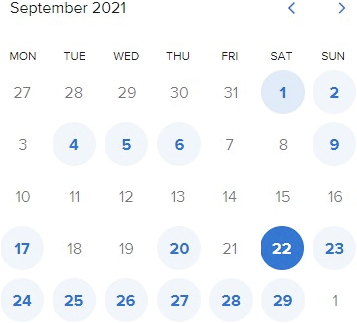 September 2021
MON TUE WED THU FRI SAT SUN
27 28 29 30 31 1 2
3 4 5 6 7 8 9
10 11 12 13 14 15 16
17 18 19 20 21 22 23
24 25 26 27 28 29 1